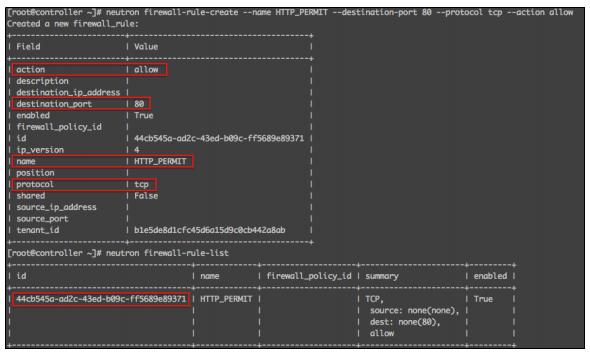 [root@controller ~]# neutron firewall-rule-create --name HTTP_PERMIT --destination-port 80 --protocol tcp --action allow
Created a new firewall_rule:
+------------------------+--------------------------------------+
| Field | Value |
+------------------------+--------------------------------------+
| action | allow |
| description | |
| destination_ip_address | |
| destination_port | 80 |
| enabled | True |
| firewall_policy_id | |
| id | 44cb545a-ad2c-43ed-b09c-ff5689e89371 |
| ip_version | 4 |
| name | HTTP_PERMIT |
| position | |
| protocol | tcp |
| shared | False |
| source_ip_address | |
| source_port | |
| tenant_id | b1e5de8d1cfc45d6a15d9c0cb442a8ab |
+------------------------+--------------------------------------+
[root@controller ~]# neutron firewall-rule-list
+--------------------------------------+-------------+--------------------+----------------------+---------+
| id | name | firewall_policy_id | summary | enabled |
+--------------------------------------+-------------+--------------------+----------------------+---------+
| 44cb545a-ad2c-43ed-b09c-ff5689e89371 | HTTP_PERMIT | | TCP, | True |
| | | | source: none(none), | |
| | | | dest: none(80), | |
| | | | allow | |
+--------------------------------------+-------------+--------------------+----------------------+---------+